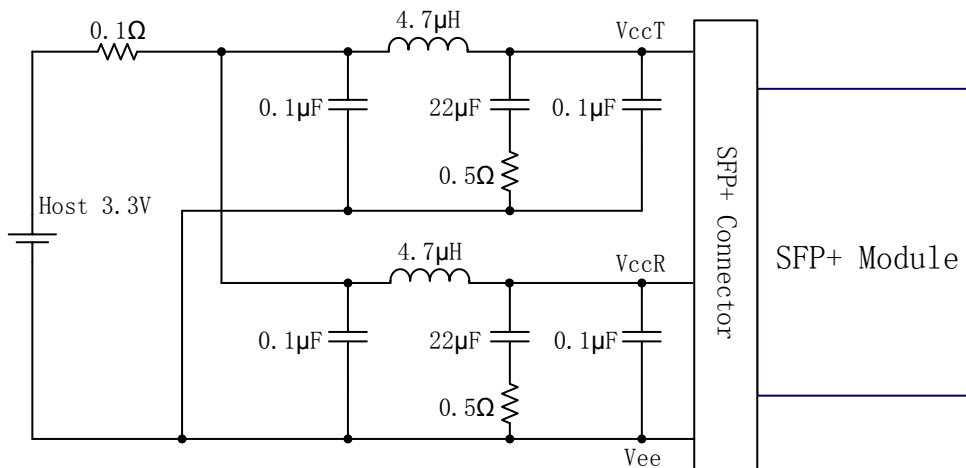 0.1Ω
4.7μH
VccT
0.1μF
22μF
0.1μF
0.5Ω
Host 3.3V
4.7μH
VccR
0.1μF
22μF
0.1μF
0.5Ω
Vee
SFP+ Connector
SFP+ Module